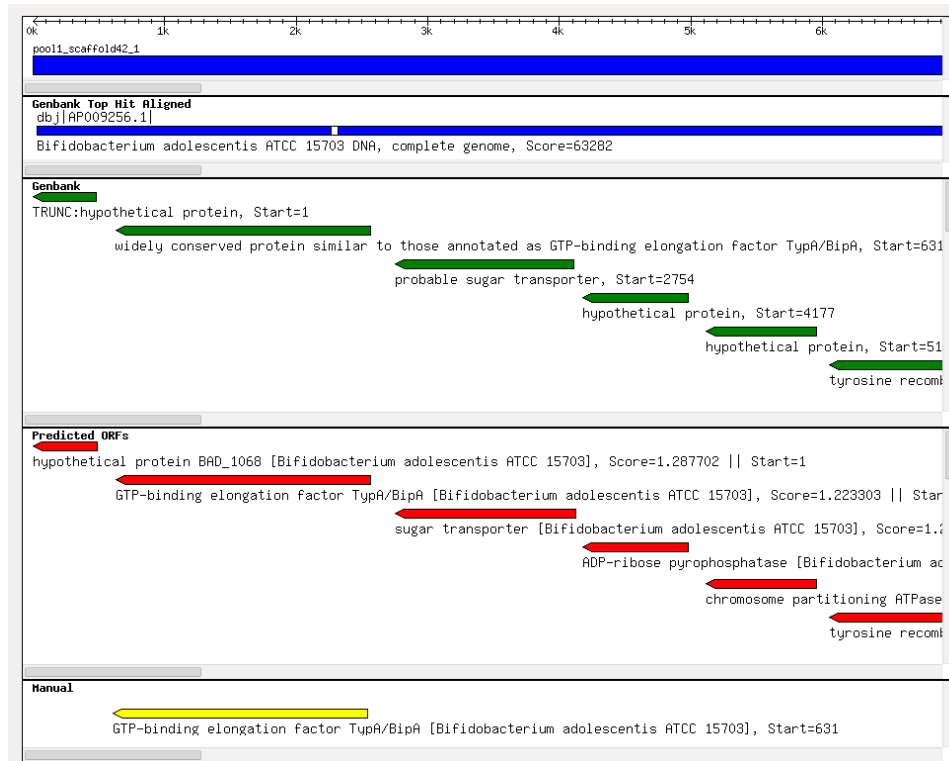 0k 1k 2k 3k 4k 5k 6k
pool1_scaffold42_1
Genbank Top Hit Aligned
dbj|AP009256.1|
Bifidobacterium adolescentis ATCC 15703 DNA, complete genome, Score=63282
Genbank
TRUNC:hypothetical protein, Start=1
widely conserved protein similar to those annotated as GTP-binding elongation factor TypA/BipA, Start=631
probable sugar transporter, Start=2754
hypothetical protein, Start=4177
hypothetical protein, Start=51
tyrosine recomb
Predicted ORFs
hypothetical protein BAD_1068 [Bifidobacterium adolescentis ATCC 15703], Score=1.287702 || Start=1
GTP-binding elongation factor TypA/BipA [Bifidobacterium adolescentis ATCC 15703], Score=1.223303 || Star
sugar transporter [Bifidobacterium adolescentis ATCC 15703], Score=1.2
ADP-ribose pyrophosphatase [Bifidobacterium ad
chromosome partitioning ATPase
tyrosine recomb
Manual
GTP-binding elongation factor TypA/BipA [Bifidobacterium adolescentis ATCC 15703], Start=631